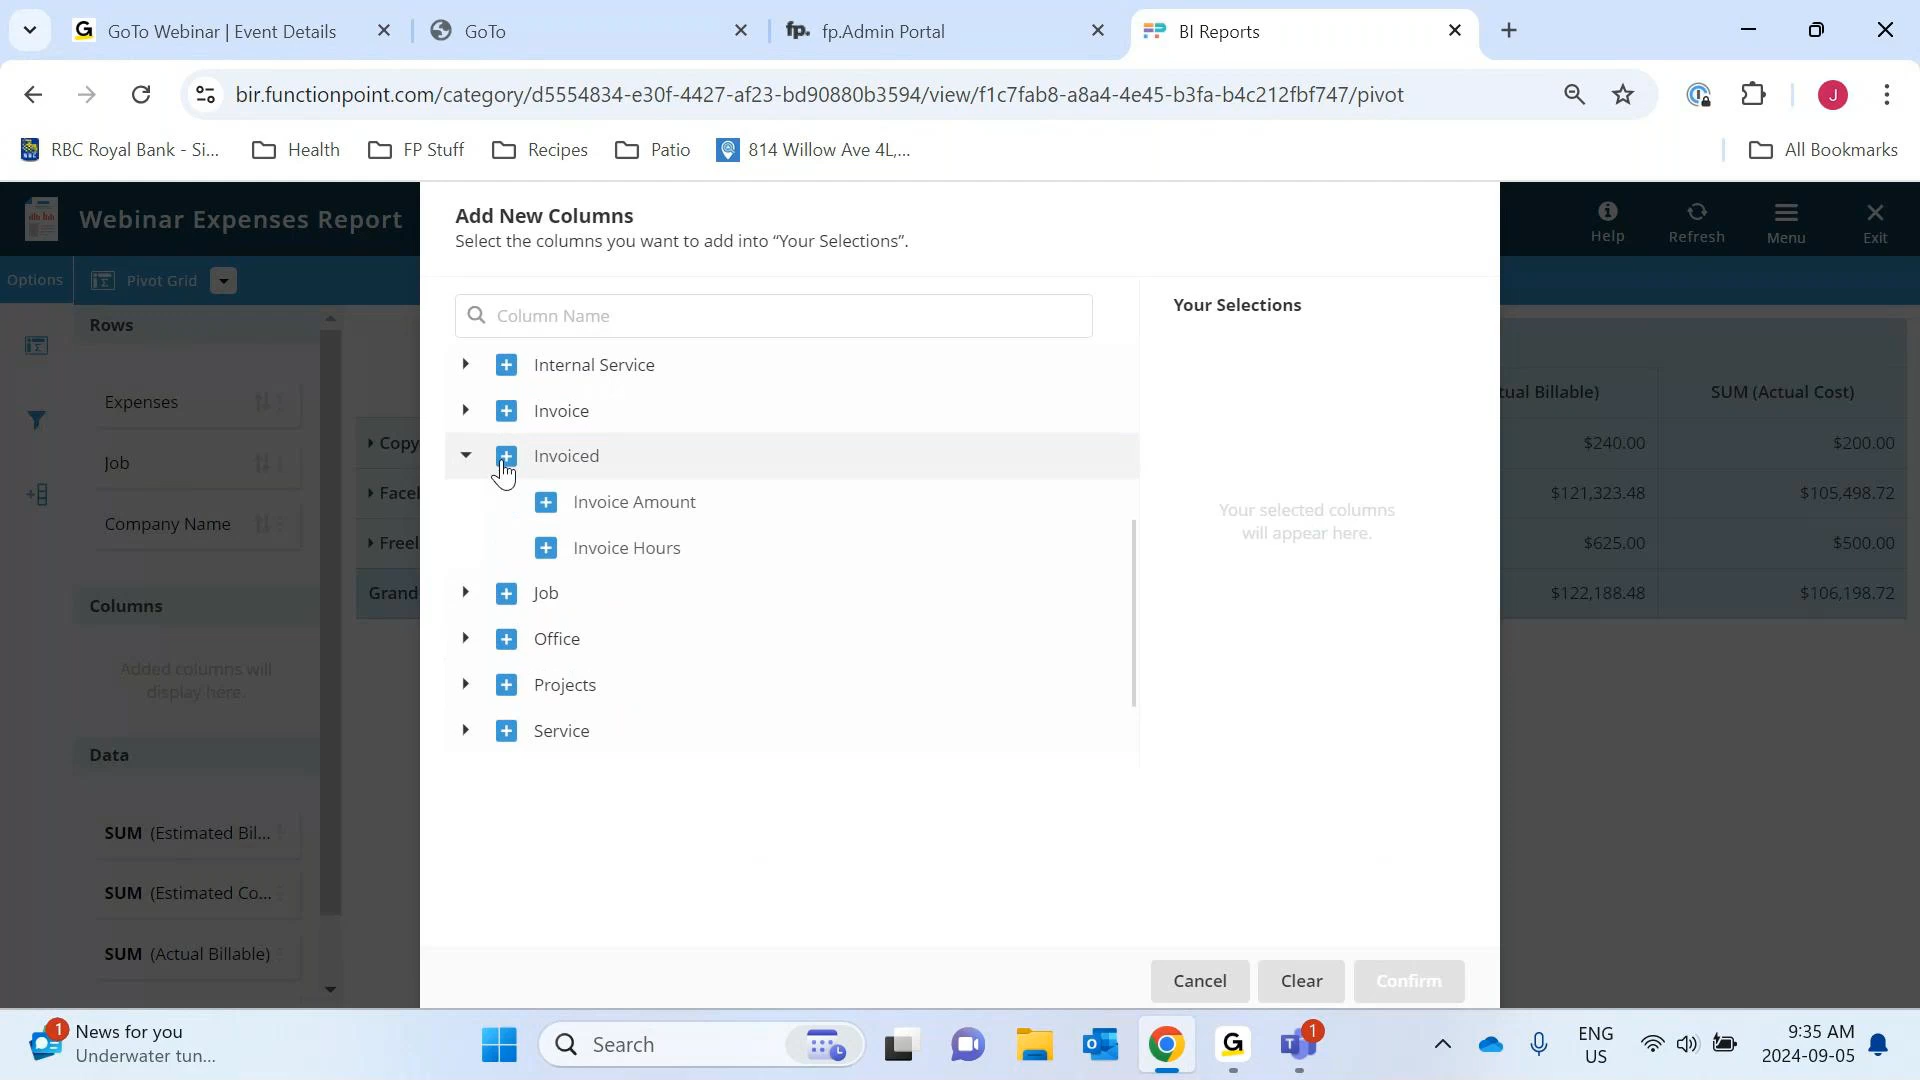 GoTo Webinar | Event Details
GoTo
fp.Admin Portal
BI Reports
bir.functionpoint.com/category/d5554834-e30f-4427-af23-bd90880b3594/view/f1c7fab8-a8a4-4e45-b3fa-b4c212fbf747/pivot
J
RBC Royal Bank - Si...
Health
FP Stuff
Recipes
Patio
814 Willow Ave 4L,...
All Bookmarks
Webinar Expenses Report
Help
Refresh
Menu
Exit
Options
Pivot Grid
Rows
Expenses
Job
Company Name
Columns
Added columns will
display here.
Data
SUM (Estimated Bil...
SUM (Estimated Co...
SUM (Actual Billable)
Copy
Facel
Freel
Grand
Add New Columns
Select the columns you want to add into “Your Selections”.
Column Name
Internal Service
Invoice
Invoiced
Invoice Amount
Invoice Hours
Job
Office
Projects
Service
Your Selections
Your selected columns
will appear here.
Cancel
Clear
Confirm
tual Billable)
SUM (Actual Cost)
$240.00
$200.00
$121,323.48
$105,498.72
$625.00
$500.00
$122,188.48
$106,198.72
1
News for you
Underwater tun...
Search
1
ENG
US
9:35 AM
2024-09-05